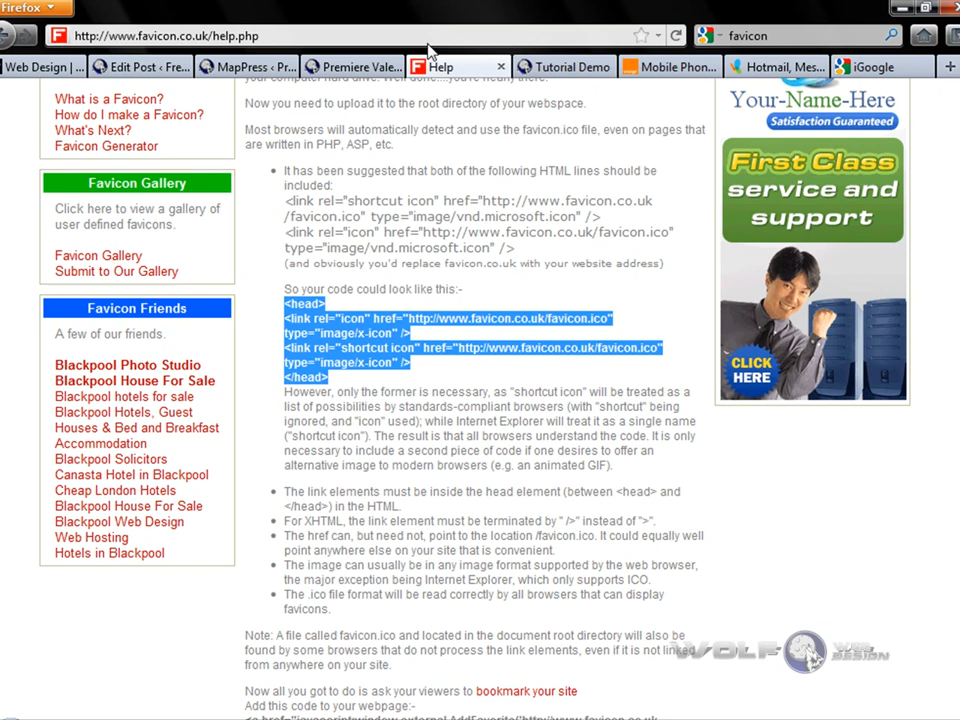 Firefox
http://www.favicon.co.uk/help.php
favicon
Web Design | ...
Edit Post ‹ Fre...
MapPress ‹ Pr...
Premiere Vale...
Help
Tutorial Demo
Mobile Phon...
Hotmail, Mes...
iGoogle
What is a Favicon?
How do I make a Favicon?
What's Next?
Favicon Generator
Favicon Gallery
Click here to view a gallery of
user defined favicons.
Favicon Gallery
Submit to Our Gallery
Favicon Friends
A few of our friends.
Blackpool Photo Studio
Blackpool House For Sale
Blackpool hotels for sale
Blackpool Hotels, Guest
Houses & Bed and Breakfast
Accommodation
Blackpool Solicitors
Canasta Hotel in Blackpool
Cheap London Hotels
Blackpool House For Sale
Blackpool Web Design
Web Hosting
Hotels in Blackpool
Now you need to upload it to the root directory of your webspace.
Most browsers will automatically detect and use the favicon.ico file, even on pages that
are written in PHP, ASP, etc.
It has been suggested that both of the following HTML lines should be
included:
<link rel="shortcut icon" href="http://www.favicon.co.uk
/favicon.ico" type="image/vnd.microsoft.icon" />
<link rel="icon" href="http://www.favicon.co.uk/favicon.ico"
type="image/vnd.microsoft.icon" />
(and obviously you'd replace favicon.co.uk with your website address)
So your code could look like this:-
<head>
<link rel="icon" href="http://www.favicon.co.uk/favicon.ico"
type="image/x-icon" />
<link rel="shortcut icon" href="http://www.favicon.co.uk/favicon.ico"
type="image/x-icon" />
</head>
However, only the former is necessary, as "shortcut icon" will be treated as a
list of possibilities by standards-compliant browsers (with "shortcut" being
ignored, and "icon" used); while Internet Explorer will treat it as a single name
("shortcut icon"). The result is that all browsers understand the code. It is only
necessary to include a second piece of code if one desires to offer an
alternative image to modern browsers (e.g. an animated GIF).
The link elements must be inside the head element (between <head> and
</head>) in the HTML.
For XHTML, the link element must be terminated by " />" instead of ">".
The href can, but need not, point to the location /favicon.ico. It could equally well
point anywhere else on your site that is convenient.
The image can usually be in any image format supported by the web browser,
the major exception being Internet Explorer, which only supports ICO.
The .ico file format will be read correctly by all browsers that can display
favicons.
Note: A file called favicon.ico and located in the document root directory will also be
found by some browsers that do not process the link elements, even if it is not linked
from anywhere on your site.
Now all you got to do is ask your viewers to bookmark your site
Add this code to your webpage:-
Your-Name-Here
Satisfaction Guaranteed
First Class
service and
support
CLICK
HERE
WOLF WEB
DESIGN